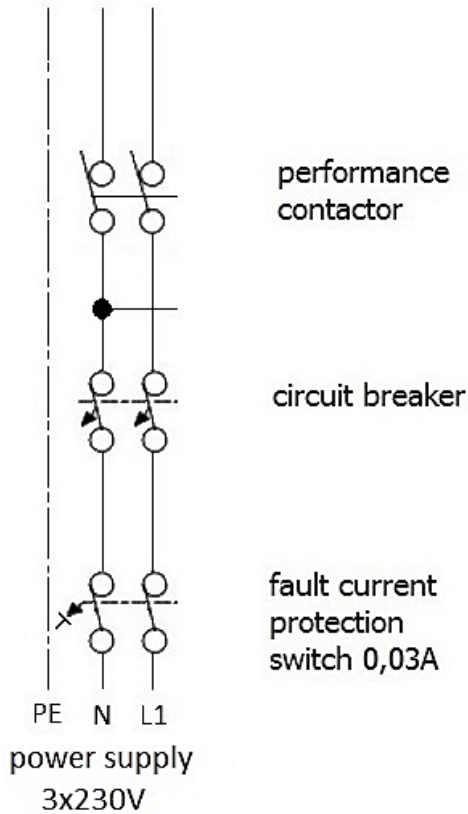 performance
contactor
circuit breaker
fault current
protection
switch 0,03A
PE N L1
power supply
3x230V